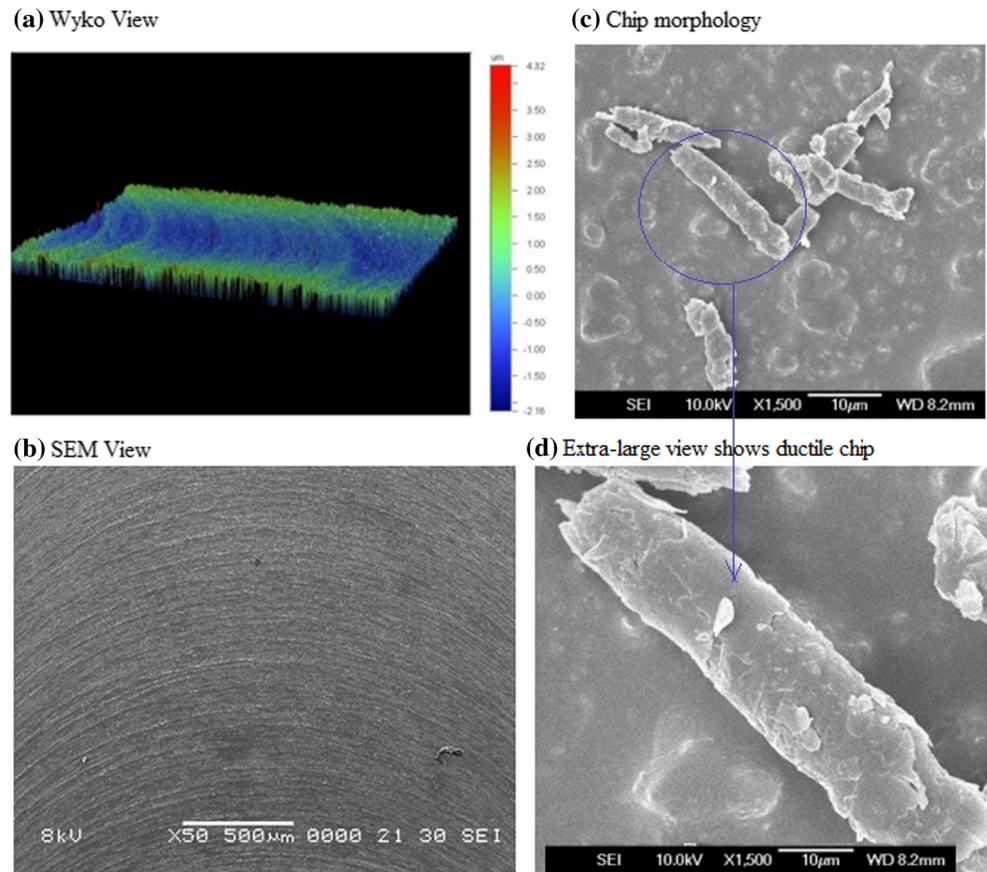 (a) Wyko View
um
4.32
3.50
3.00
2.50
2.00
1.50
1.00
0.50
0.00
-0.50
-1.00
-1.50
-2.16
(b) SEM View
8kV X50 500µm 0000 21 30 SEI
(c) Chip morphology
SEI 10.0kV X1,500 10µm WD 8.2mm
(d) Extra-large view shows ductile chip
SEI 10.0kV X1,500 10µm WD 8.2mm